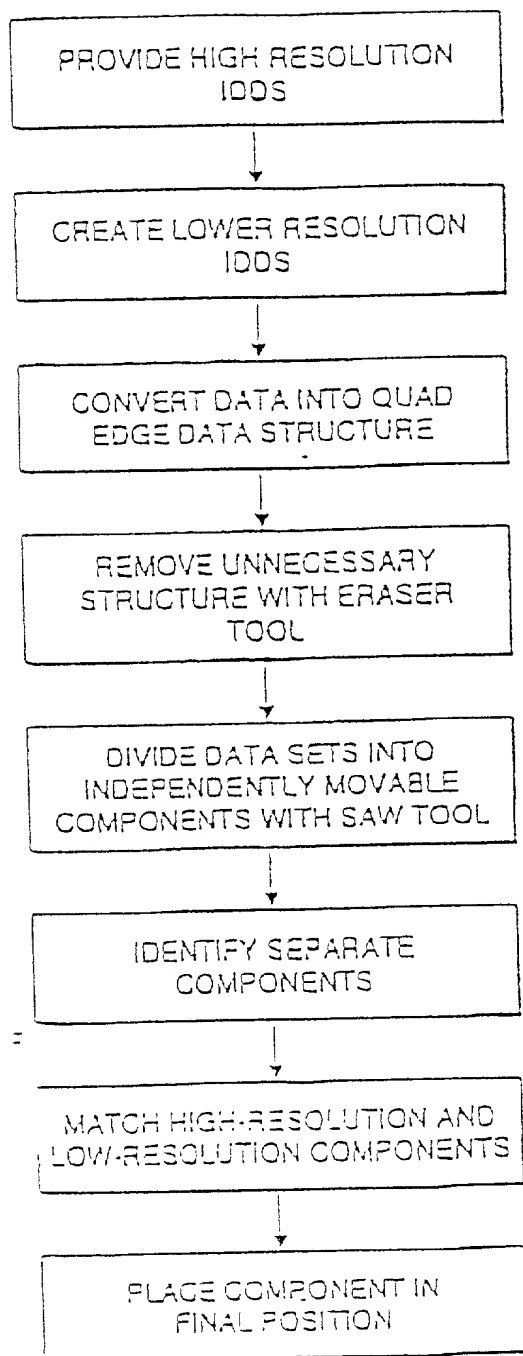 PROVIDE HIGH RESOLUTION
IDDS
CREATE LOWER RESOLUTION
IDDS
CONVERT DATA INTO QUAD
EDGE DATA STRUCTURE
REMOVE UNNECESSARY
STRUCTURE WITH ERASER
TOOL
DIVIDE DATA SETS INTO
INDEPENDENTLY MOVABLE
COMPONENTS WITH SAW TOOL
IDENTIFY SEPARATE
COMPONENTS
MATCH HIGH-RESOLUTION AND
LOW-RESOLUTION COMPONENTS
PLACE COMPONENT IN
FINAL POSITION